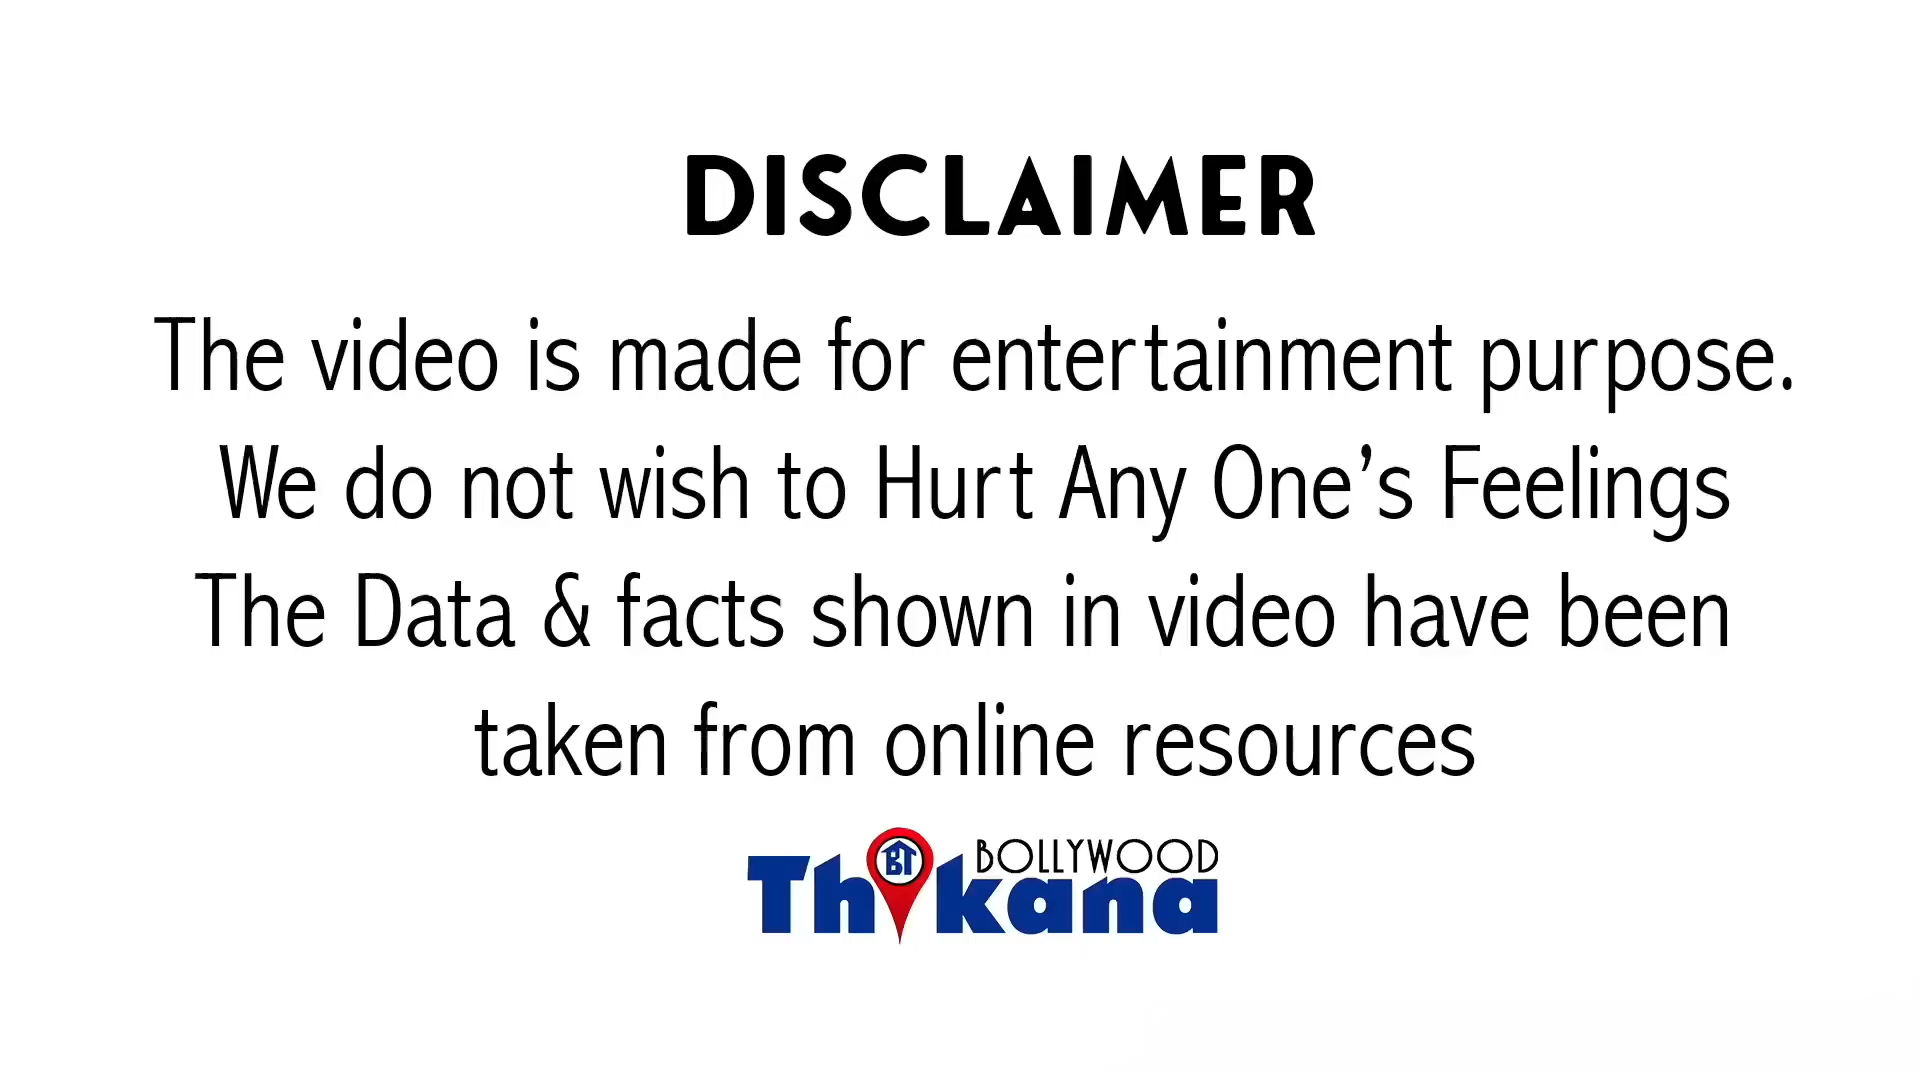 DISCLAIMER
The video is made for entertainment purpose.
We do not wish to Hurt Any One’s Feelings
The Data & facts shown in video have been
taken from online resources
BT
BOLLYWOOD
Thikana